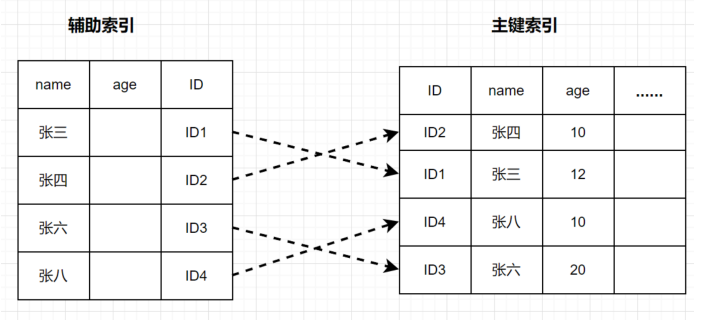 辅助索引
主键索引
name age ID
张三 ID1
张四 ID2
张六 ID3
张八 ID4
ID name age ……
ID2 张四 10
ID1 张三 12
ID4 张八 10
ID3 张六 20